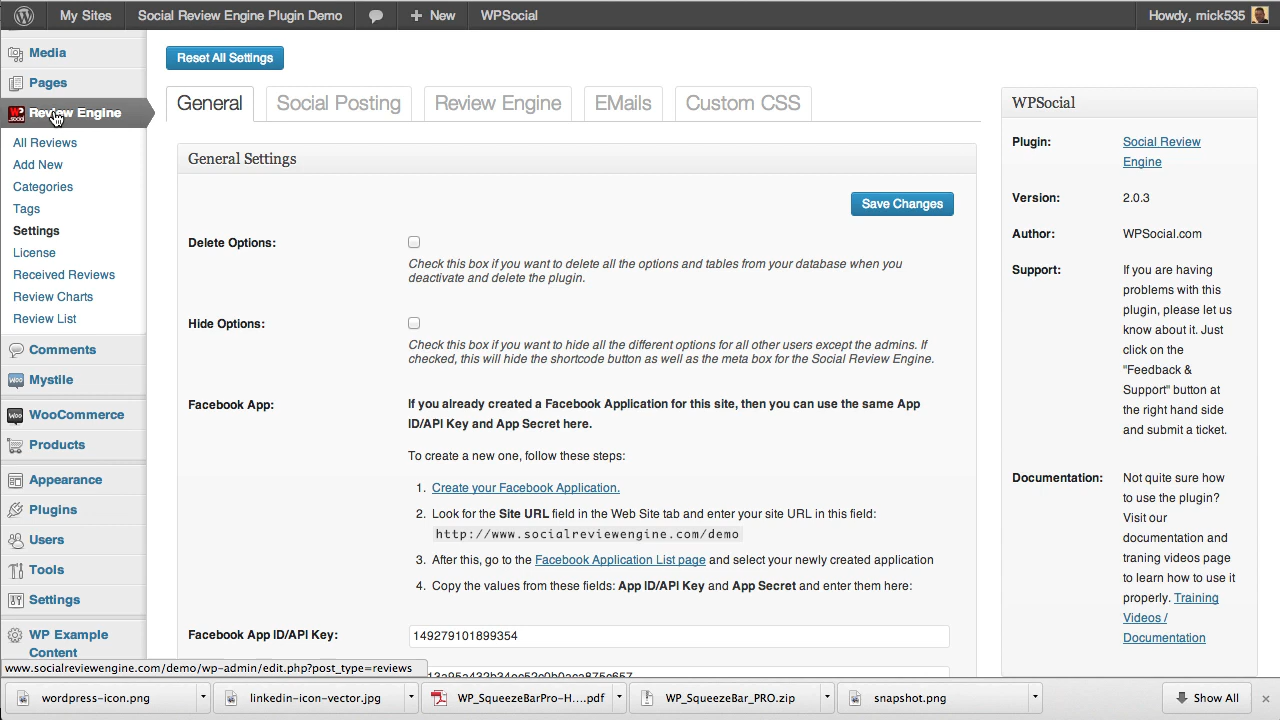 My Sites
Social Review Engine Plugin Demo
New
WPSocial
Howdy, mick535
Media
Pages
Review Engine
All Reviews
Add New
Categories
Tags
Settings
License
Received Reviews
Review Charts
Review List
Comments
Mystile
WooCommerce
Products
Appearance
Plugins
Users
Tools
Settings
WP Example
Content
Reset All Settings
General
Social Posting
Review Engine
EMails
Custom CSS
General Settings
Save Changes
Delete Options:
Check this box if you want to delete all the options and tables from your database when you
deactivate and delete the plugin.
Hide Options:
Check this box if you want to hide all the different options for all other users except the admins. If
checked, this will hide the shortcode button as well as the meta box for the Social Review Engine.
Facebook App:
If you already created a Facebook Application for this site, then you can use the same App
ID/API Key and App Secret here.
To create a new one, follow these steps:
1. Create your Facebook Application.
2. Look for the Site URL field in the Web Site tab and enter your site URL in this field:
http://www.socialreviewengine.com/demo
3. After this, go to the Facebook Application List page and select your newly created application
4. Copy the values from these fields: App ID/API Key and App Secret and enter them here:
Facebook App ID/API Key:
149279101899354
WPSocial
Plugin:
Social Review
Engine
Version:
2.0.3
Author:
WPSocial.com
Support:
If you are having
problems with this
plugin, please let us
know about it. Just
click on the
"Feedback &
Support" button at
the right hand side
and submit a ticket.
Documentation:
Not quite sure how
to use the plugin?
Visit our
documentation and
traning videos page
to learn how to use it
properly. Training
Videos /
Documentation
www.socialreviewengine.com/demo/wp-admin/edit.php?post_type=reviews
wordpress-icon.png
linkedin-icon-vector.jpg
WP_SqueezeBarPro-H....pdf
WP_SqueezeBar_PRO.zip
snapshot.png
Show All